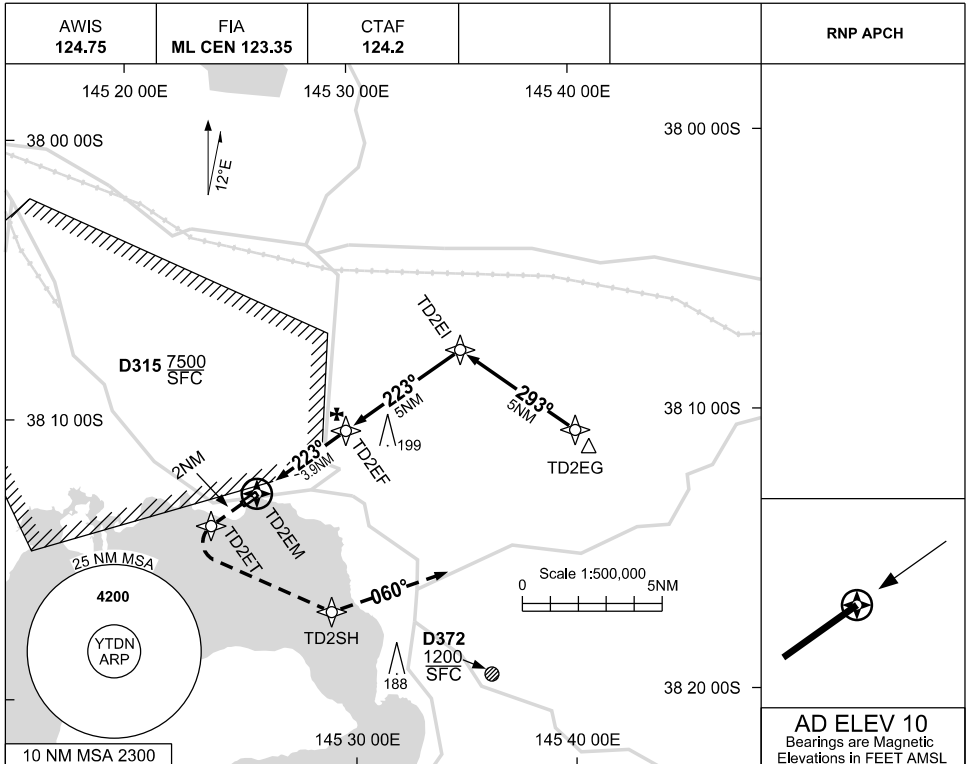 AWIS
124.75
FIA
ML CEN 123.35
CTAF
124.2
RNP APCH
145 20 00E
145 30 00E
145 40 00E
38 00 00S
38 00 00S
12°E
TD2EI
D315 7500
SFC
223°
5NM
293°
5NM
38 10 00S
38 10 00S
199
TD2EF
TD2EG
223°
3.9NM
2NM
TD2EM
TD2ET
25 NM MSA
4200
YTDN
ARP
060°
Scale 1:500,000
0
5NM
TD2SH
D372
1200
SFC
188
38 20 00S
145 30 00E
145 40 00E
10 NM MSA 2300
AD ELEV 10
Bearings are Magnetic
Elevations in FEET AMSL